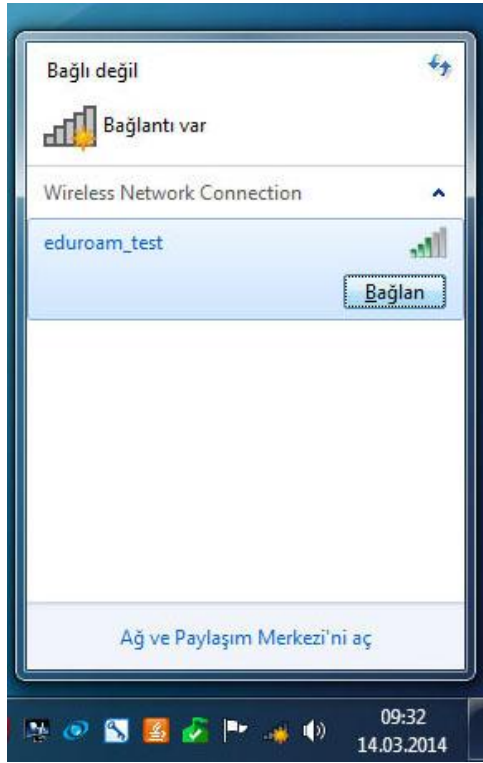 Bağlı değil
Bağlantı var
Wireless Network Connection
eduroam_test
Bağlan
Ağ ve Paylaşım Merkezi'ni aç
09:32
14.03.2014